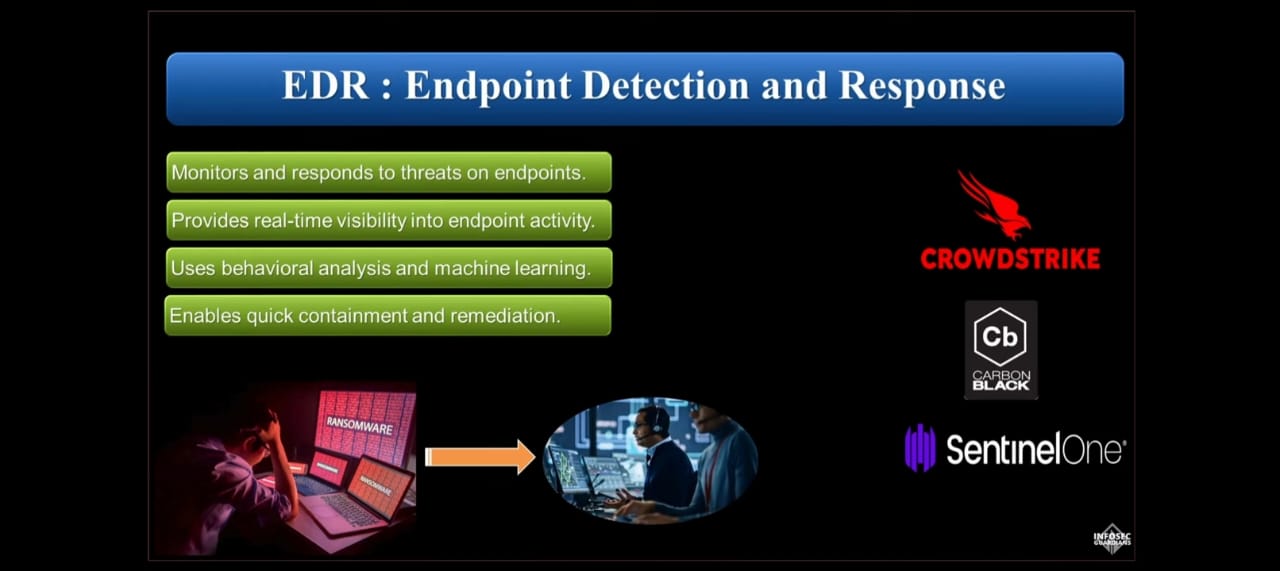 EDR : Endpoint Detection and Response
Monitors and responds to threats on endpoints.
Provides real-time visibility into endpoint activity.
Uses behavioral analysis and machine learning.
Enables quick containment and remediation.
CROWDSTRIKE
Cb
CARBON
BLACK
SentinelOne®
RANSOMWARE
RANSOMWARE
RANSOMWARE
INFOSEC
GUARDIANS